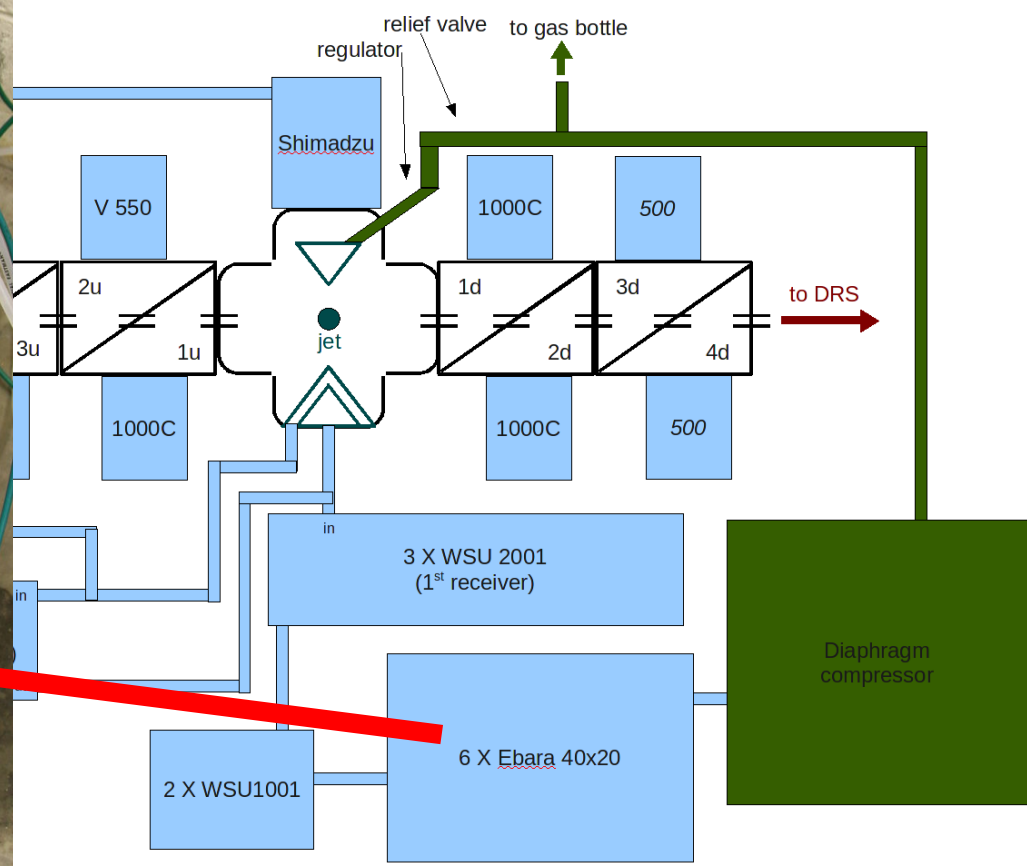 relief valve
to gas bottle
regulator
Shimadzu
V 550
1000C
500
2u
1d
3d
to DRS
3u
1u
jet
2d
4d
1000C
1000C
500
in
3 X WSU 2001
(1st receiver)
in
)
Diaphragm
compressor
6 X Ebara 40x20
2 X WSU1001